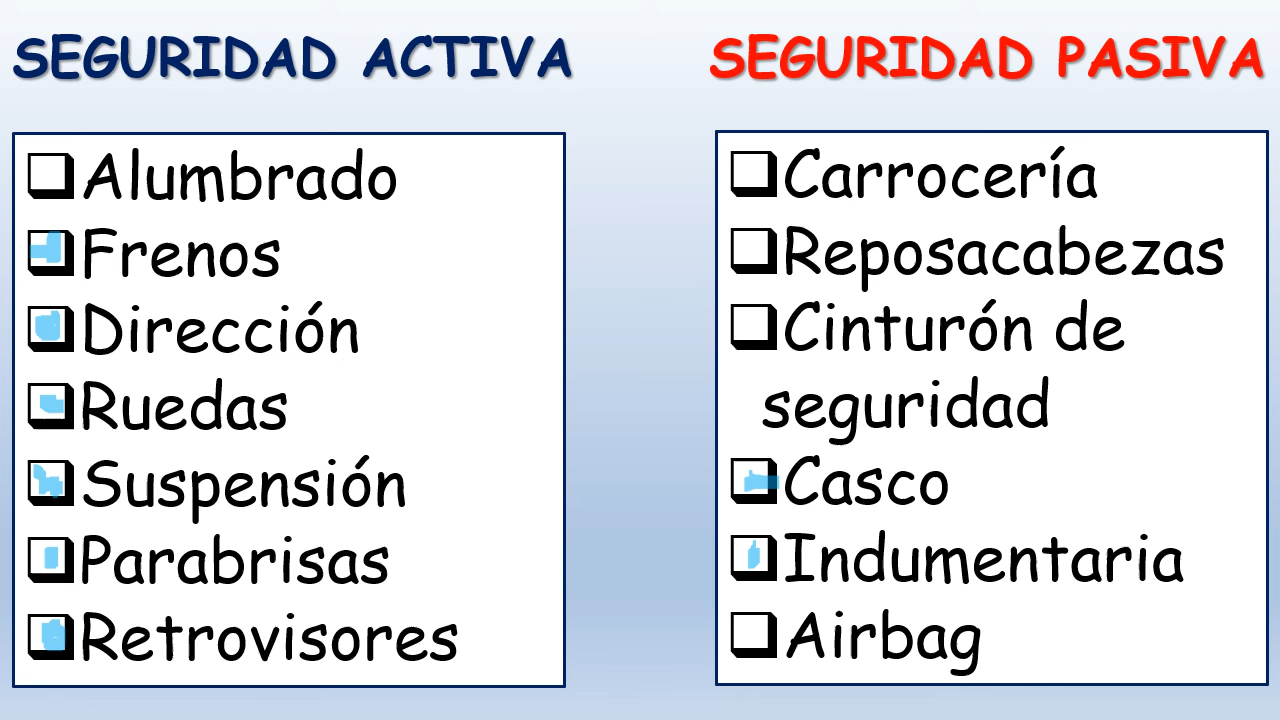 SEGURIDAD ACTIVA
Alumbrado
Frenos
Dirección
Ruedas
Suspensión
Parabrisas
Retrovisores
SEGURIDAD PASIVA
Carrocería
Reposacabezas
Cinturón de
seguridad
Casco
Indumentaria
Airbag